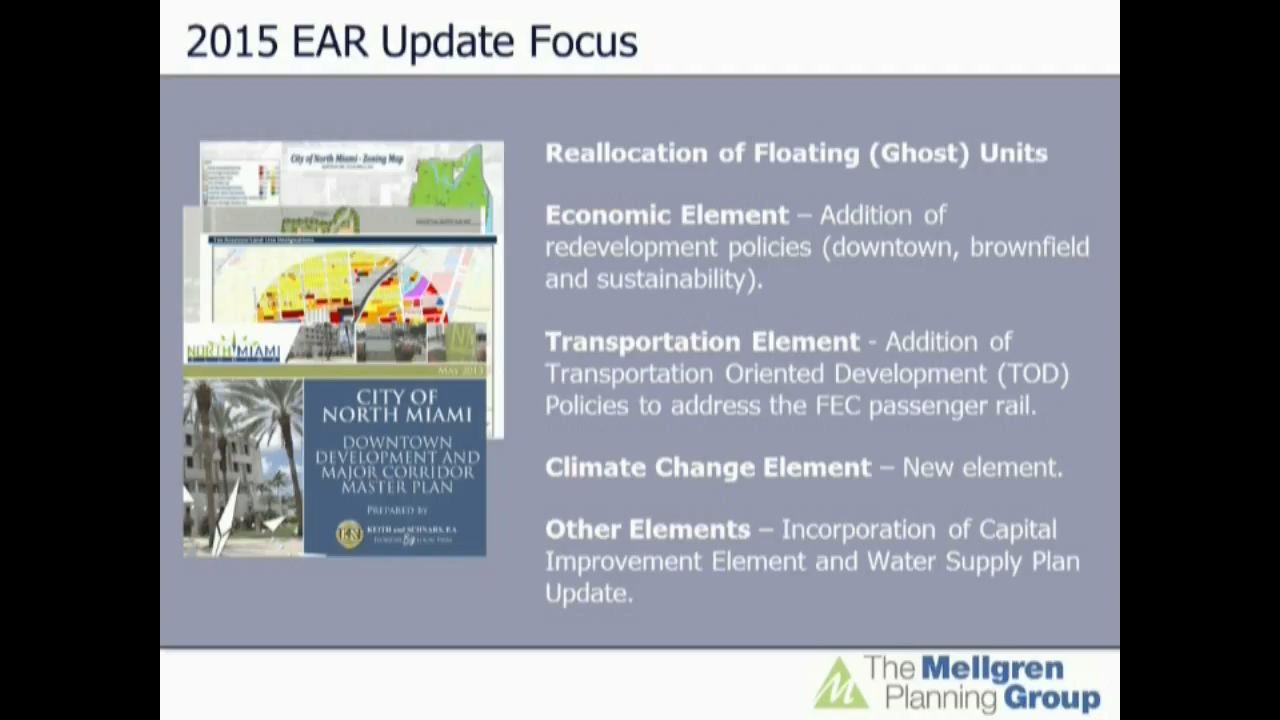 2015 EAR Update Focus
City of North Miami - Zoning Map
NORTH MIAMI
MAY 2013
CITY OF
NORTH MIAMI
DOWNTOWN
DEVELOPMENT AND
MAJOR CORRIDOR
MASTER PLAN
PREPARED BY
KEITH and SCHNARS, P.A.
Reallocation of Floating (Ghost) Units
Economic Element – Addition of
redevelopment policies (downtown, brownfield
and sustainability).
Transportation Element - Addition of
Transportation Oriented Development (TOD)
Policies to address the FEC passenger rail.
Climate Change Element – New element.
Other Elements – Incorporation of Capital
Improvement Element and Water Supply Plan
Update.
The Mellgren
Planning Group